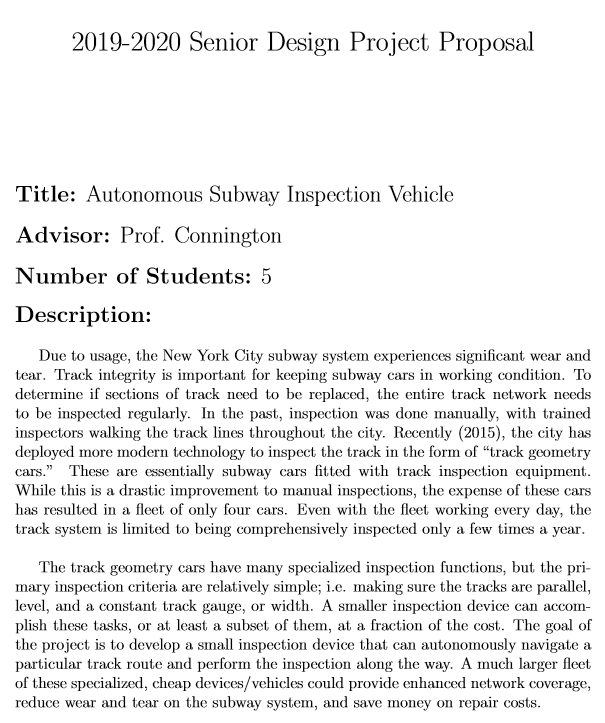 2019-2020 Senior Design Project Proposal
Title: Autonomous Subway Inspection Vehicle
Advisor: Prof. Connington
Number of Students: 5
Description:
Due to usage, the New York City subway system experiences significant wear and
tear. Track integrity is important for keeping subway cars in working condition. To
determine if sections of track need to be replaced, the entire track network needs
to be inspected regularly. In the past, inspection was done manually, with trained
inspectors walking the track lines throughout the city. Recently (2015), the city has
deployed more modern technology to inspect the track in the form of “track geometry
cars.” These are essentially subway cars fitted with track inspection equipment.
While this is a drastic improvement to manual inspections, the expense of these cars
has resulted in a fleet of only four cars. Even with the fleet working every day, the
track system is limited to being comprehensively inspected only a few times a year.
The track geometry cars have many specialized inspection functions, but the pri-
mary inspection criteria are relatively simple; i.e. making sure the tracks are parallel,
level, and a constant track gauge, or width. A smaller inspection device can accom-
plish these tasks, or at least a subset of them, at a fraction of the cost. The goal of
the project is to develop a small inspection device that can autonomously navigate a
particular track route and perform the inspection along the way. A much larger fleet
of these specialized, cheap devices/vehicles could provide enhanced network coverage,
reduce wear and tear on the subway system, and save money on repair costs.